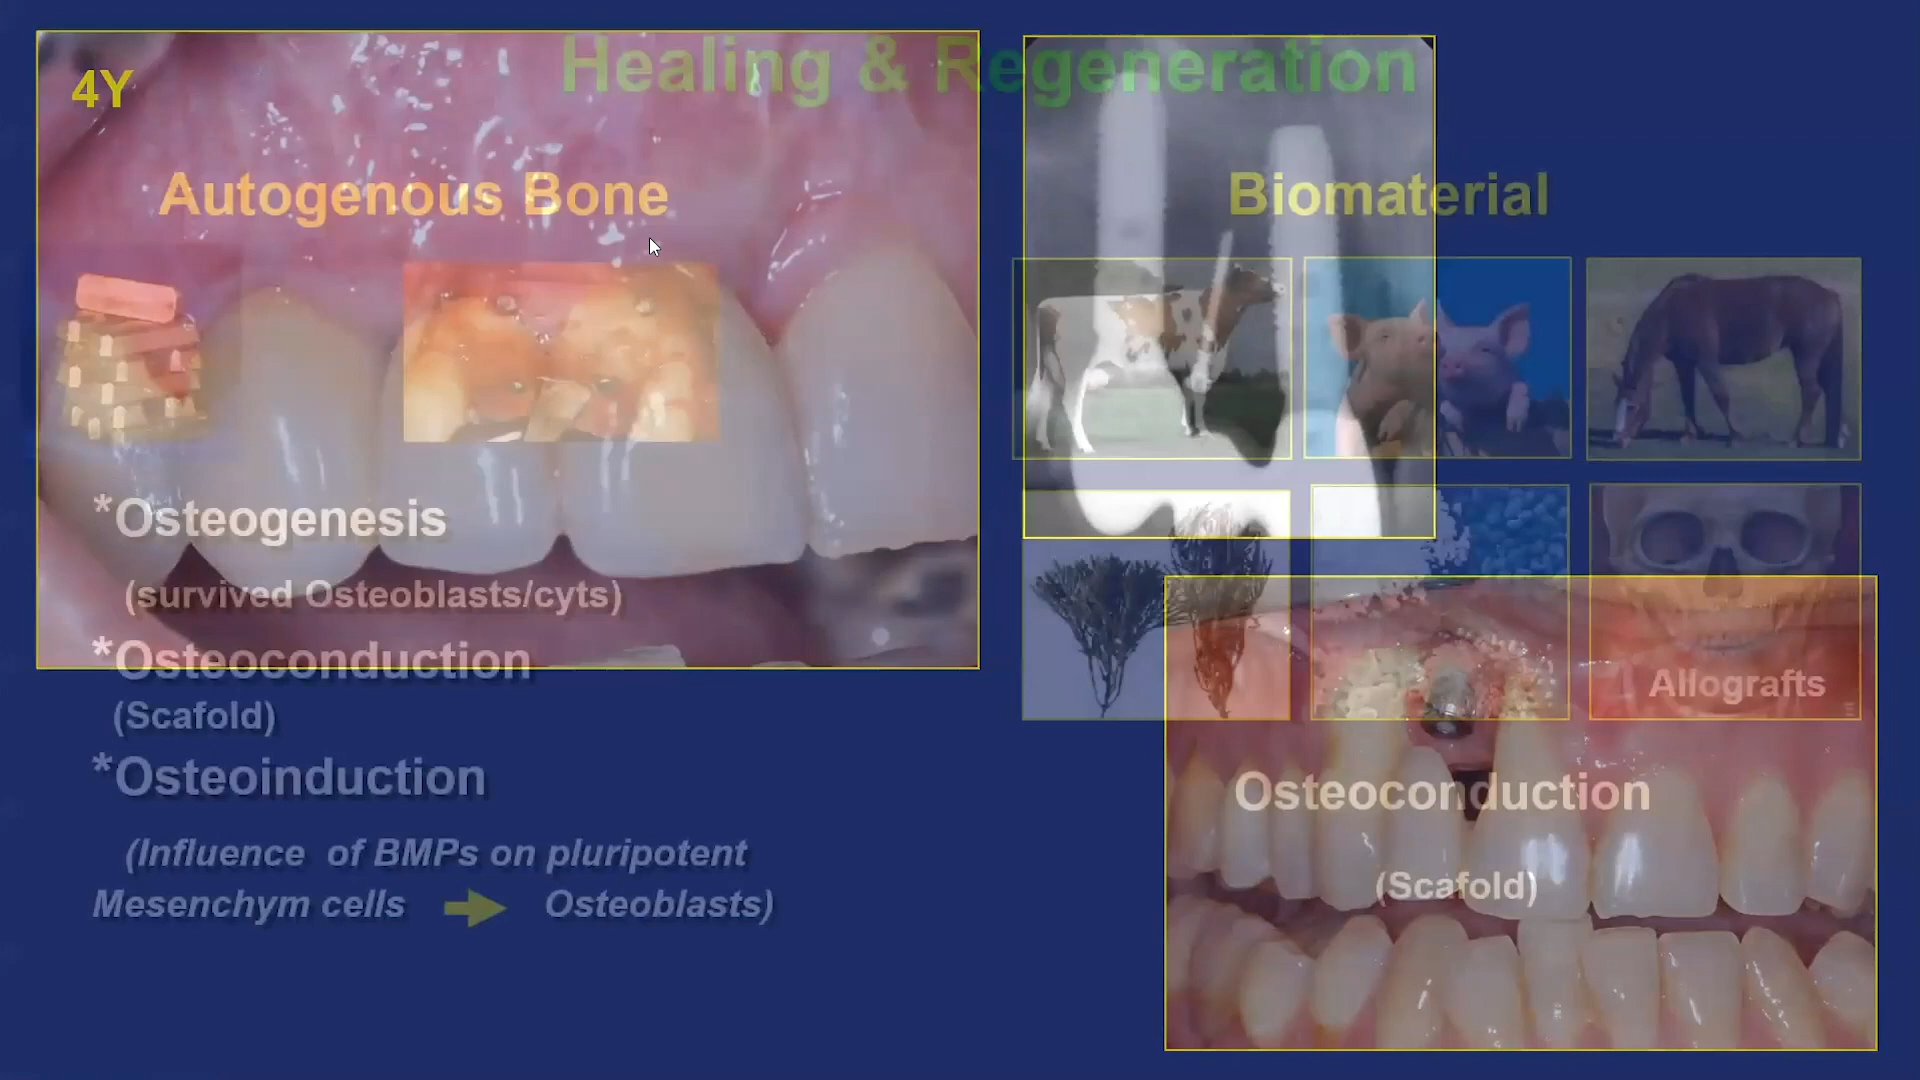 Healing & Regeneration
4Y
Autogenous Bone
Biomaterial
*Osteogenesis
(survived Osteoblasts/cyts)
*Osteoconduction
(Scafold)
*Osteoinduction
(Influence of BMPs on pluripotent
Mesenchym cells Osteoblasts)
Allografts
Osteoconduction
(Scafold)